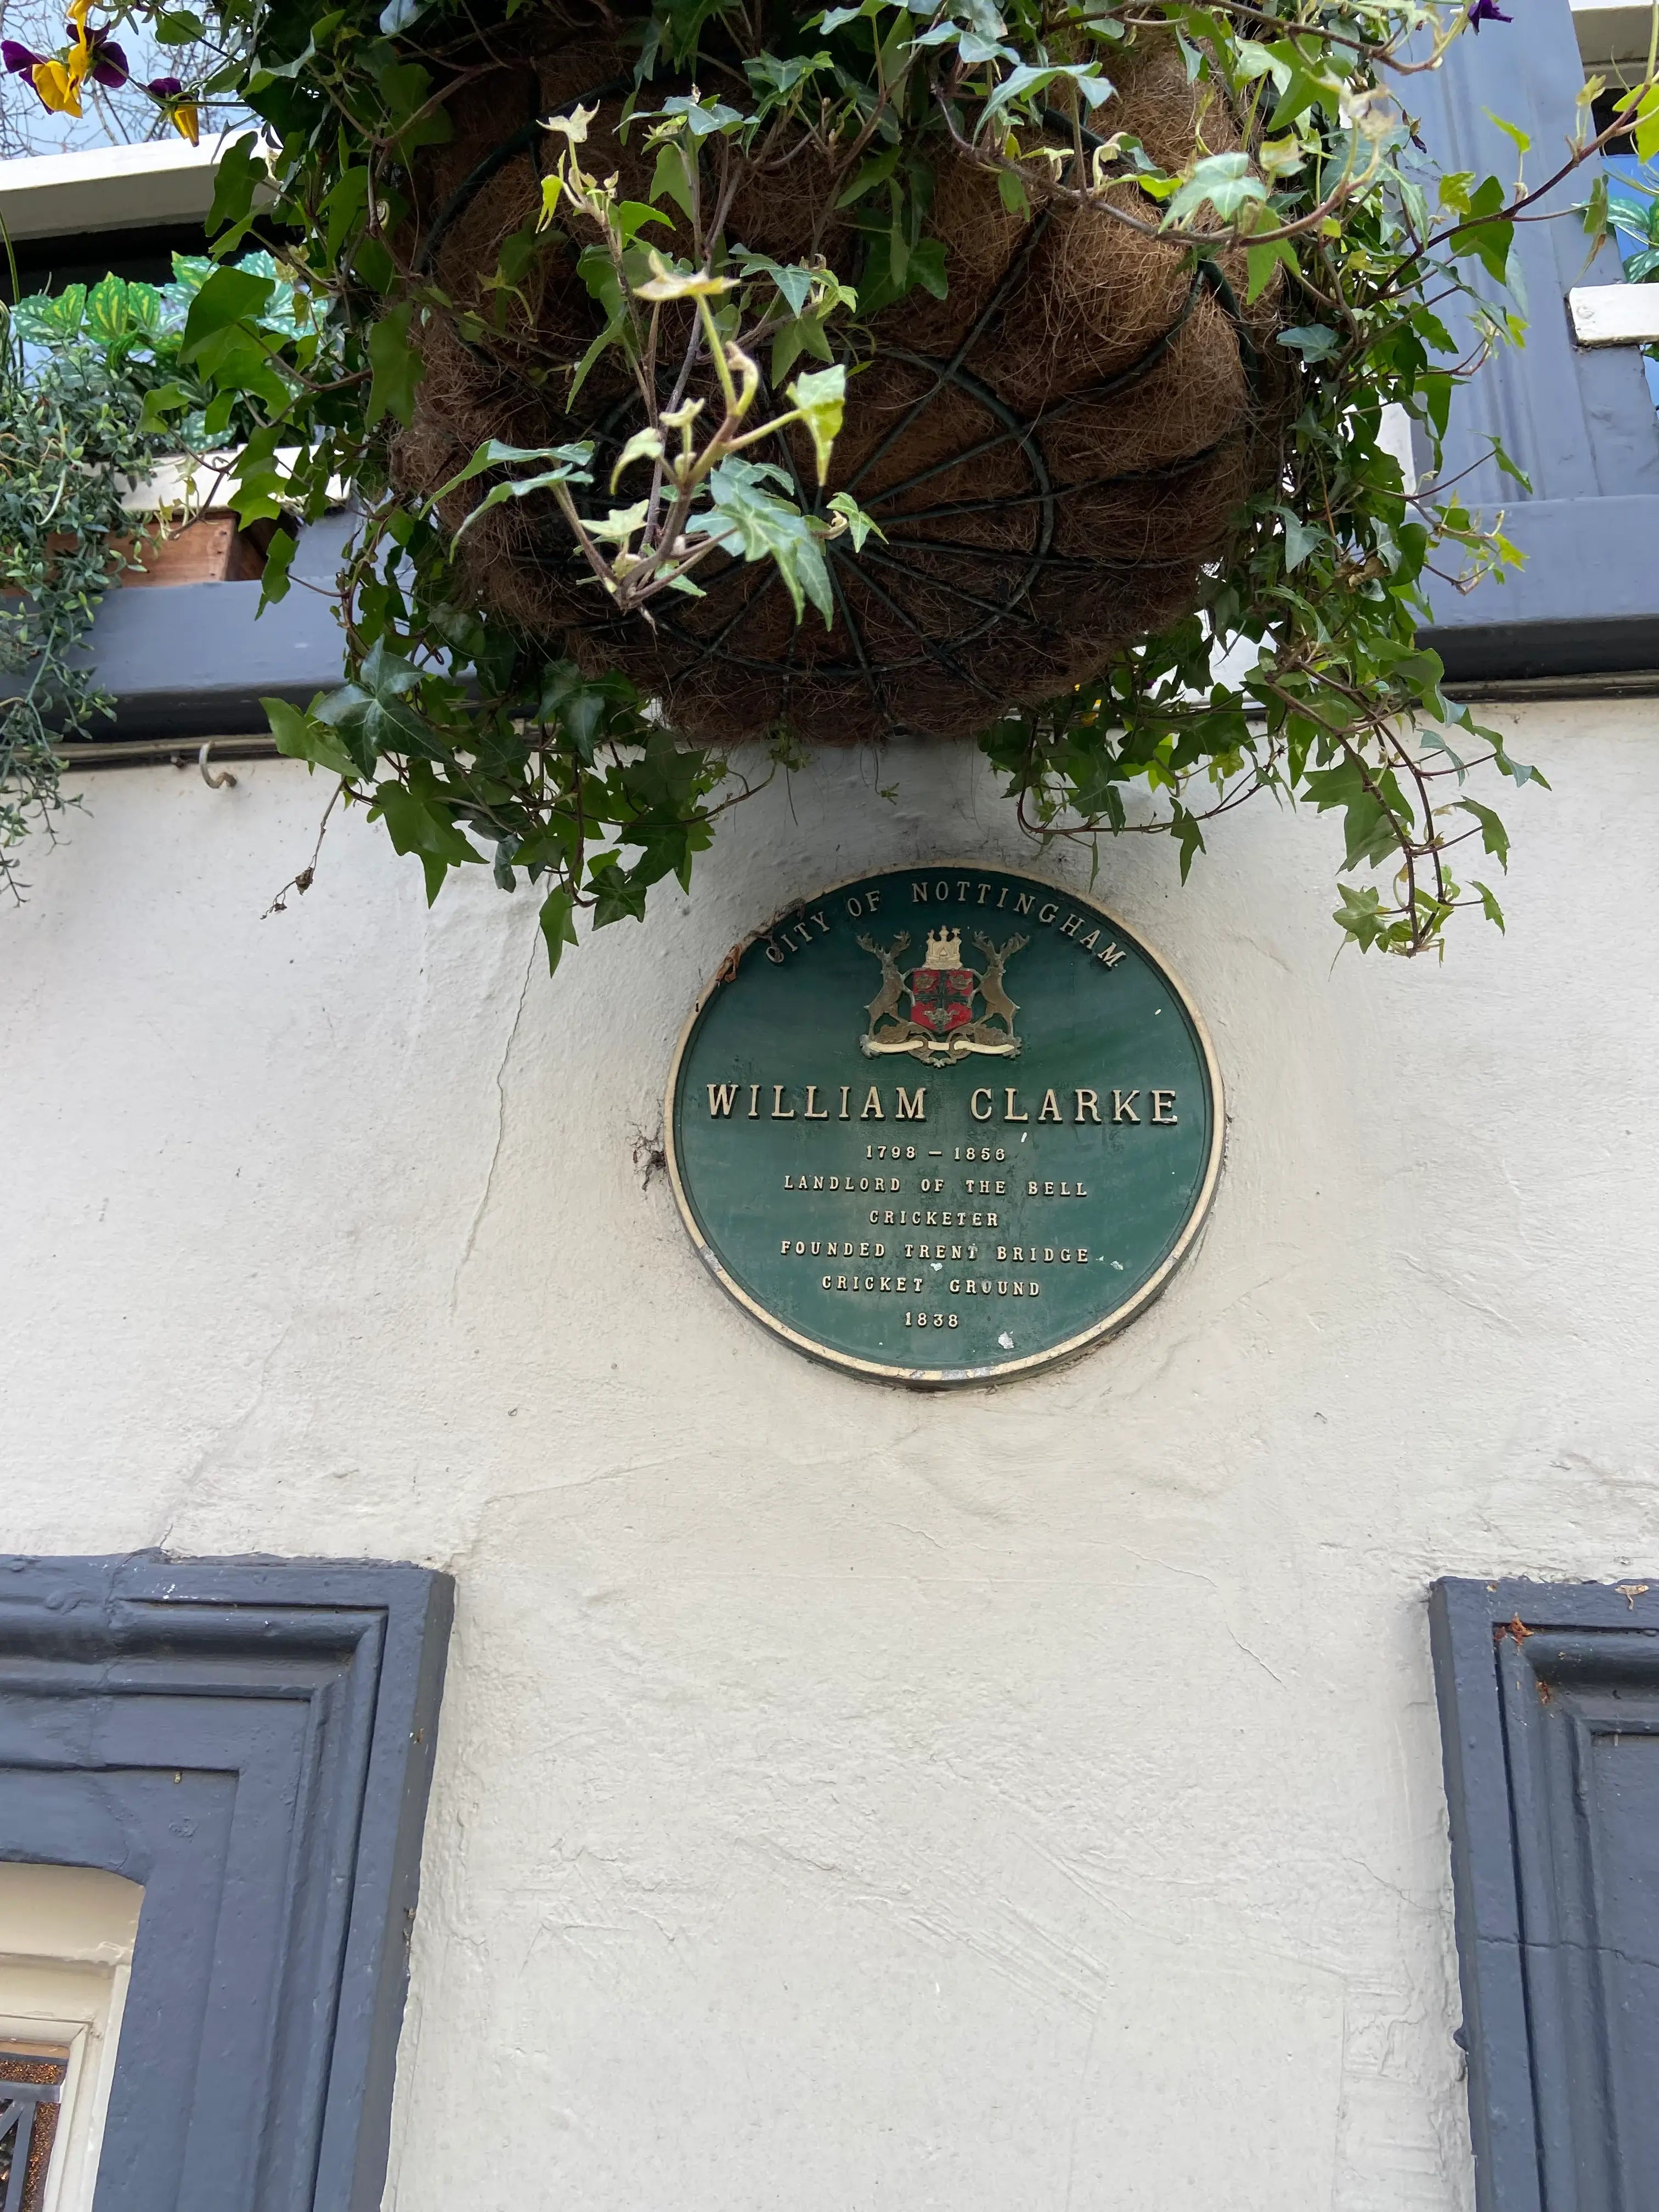 CITY OF NOTTINGHAM
WILLIAM CLARKE
1798 – 1856
LANDLORD OF THE BELL
CRICKETER
FOUNDED TRENT BRIDGE
CRICKET GROUND
1838